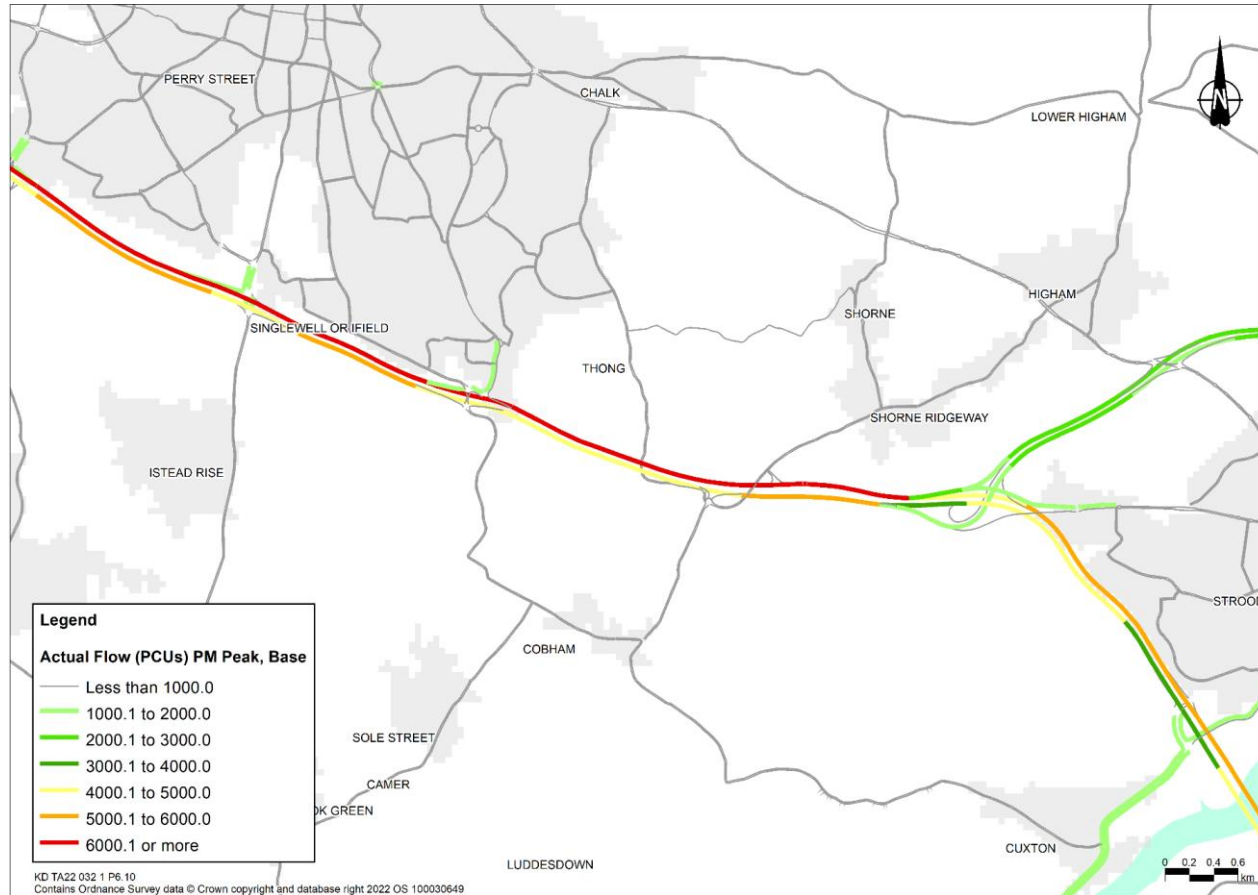 PERRY STREET
CHALK
LOWER HIGHAM
N
HIGHAM
SHORNE
SINGLEWELL OR IFIELD
THONG
SHORNE RIDGEWAY
ISTEAD RISE
STROOD
COBHAM
SOLE STREET
CAMER
OK GREEN
LUDDESDOWN
CUXTON
Legend
Actual Flow (PCUs) PM Peak, Base
Less than 1000.0
1000.1 to 2000.0
2000.1 to 3000.0
3000.1 to 4000.0
4000.1 to 5000.0
5000.1 to 6000.0
6000.1 or more
0 0.2 0.4 0.6
km
KD TA22 032 1 P6.10
Contains Ordnance Survey data © Crown copyright and database right 2022 OS 100030649